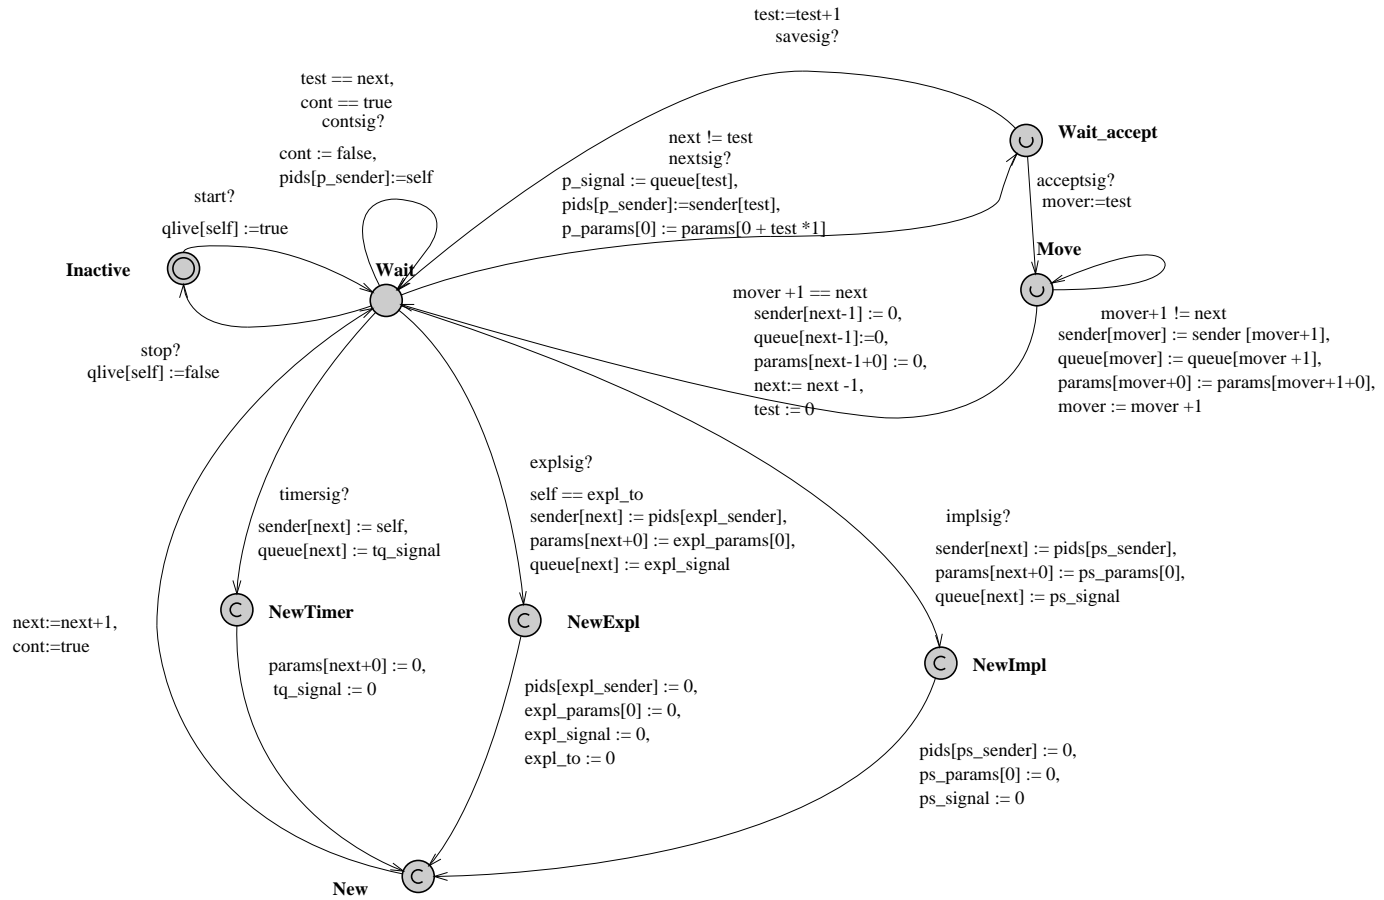 test:=test+1
savesig?
test == next,
cont == true
contsig?
cont := false,
pids[p_sender]:=self
next != test
nextsig?
p_signal := queue[test],
pids[p_sender]:=sender[test],
p_params[0] := params[0 + test *1]
Wait_accept
acceptsig?
mover:=test
start?
qlive[self] :=true
Inactive
Wait
Move
stop?
qlive[self] :=false
mover +1 == next
sender[next-1] := 0,
queue[next-1]:=0,
params[next-1+0] := 0,
next:= next -1,
test := 0
mover+1 != next
sender[mover] := sender [mover+1],
queue[mover] := queue[mover +1],
params[mover+0] := params[mover+1+0],
mover := mover +1
timersig?
sender[next] := self,
queue[next] := tq_signal
explsig?
self == expl_to
sender[next] := pids[expl_sender],
params[next+0] := expl_params[0],
queue[next] := expl_signal
implsig?
sender[next] := pids[ps_sender],
params[next+0] := ps_params[0],
queue[next] := ps_signal
next:=next+1,
cont:=true
C
NewTimer
C
NewExpl
C
NewImpl
params[next+0] := 0,
tq_signal := 0
pids[expl_sender] := 0,
expl_params[0] := 0,
expl_signal := 0,
expl_to := 0
pids[ps_sender] := 0,
ps_params[0] := 0,
ps_signal := 0
C
New